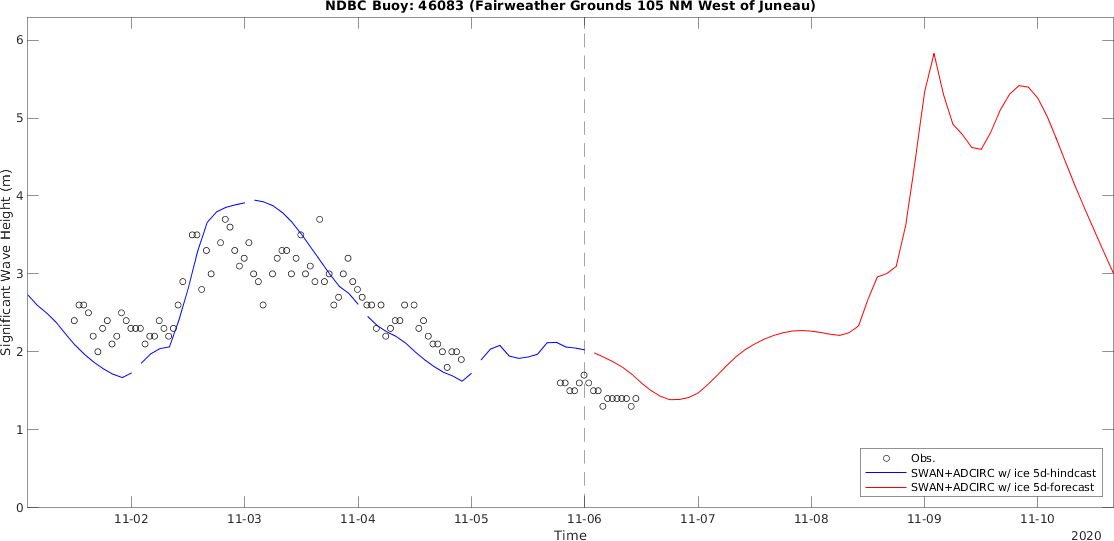 NDBC Buoy: 46083 (Fairweather Grounds 105 NM West of Juneau)
Significant Wave Height (m)
6
5
4
3
2
1
0
11-02 11-03 11-04 11-05 11-06 11-07 11-08 11-09 11-10
Time
2020
Obs.
SWAN+ADCIRC w/ ice 5d-hindcast
SWAN+ADCIRC w/ ice 5d-forecast